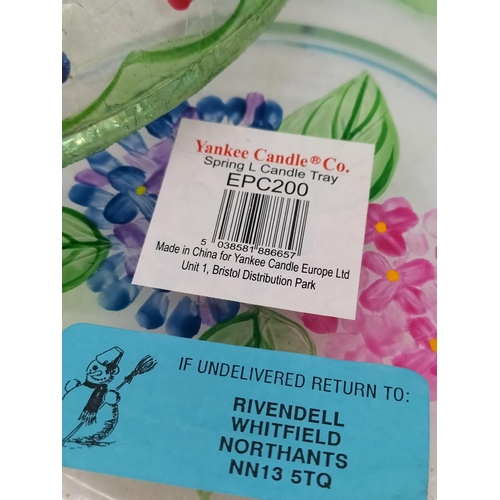 Yankee Candle® Co.
Spring L Candle Tray
EPC200
5 038581 886657
Made in China for Yankee Candle Europe Ltd
Unit 1, Bristol Distribution Park
IF UNDELIVERED RETURN TO:
RIVENDELL
WHITFIELD
NORTHANTS
NN13 5TQ